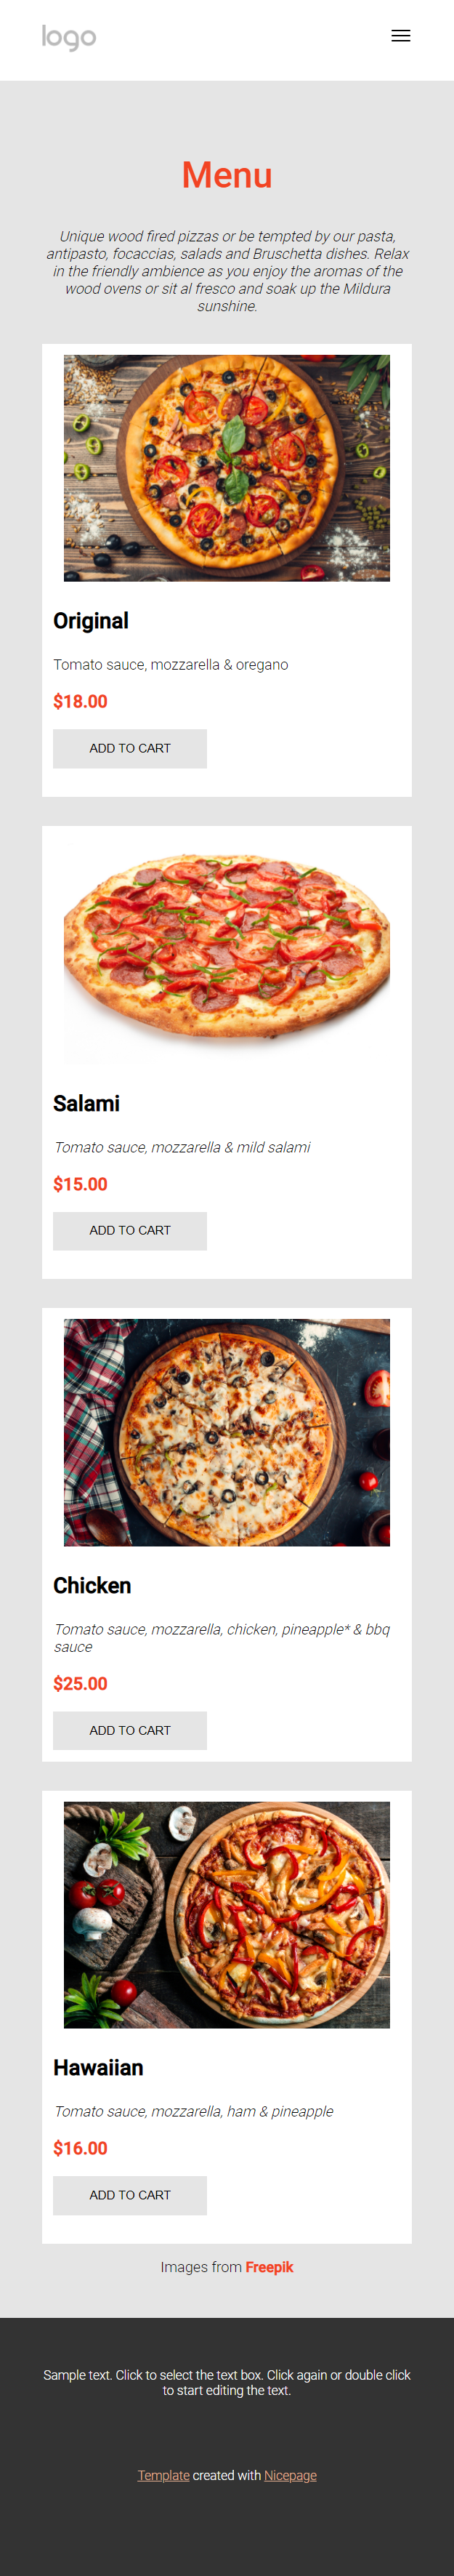 logo
Menu
Unique wood fired pizzas or be tempted by our pasta,
antipasto, focaccias, salads and Bruschetta dishes. Relax
in the friendly ambience as you enjoy the aromas of the
wood ovens or sit al fresco and soak up the Mildura
sunshine.
Original
Tomato sauce, mozzarella & oregano
$18.00
ADD TO CART
Salami
Tomato sauce, mozzarella & mild salami
$15.00
ADD TO CART
Chicken
Tomato sauce, mozzarella, chicken, pineapple* & bbq
sauce
$25.00
ADD TO CART
Hawaiian
Tomato sauce, mozzarella, ham & pineapple
$16.00
ADD TO CART
Images from Freepik
Sample text. Click to select the text box. Click again or double click
to start editing the text.
Template created with Nicepage